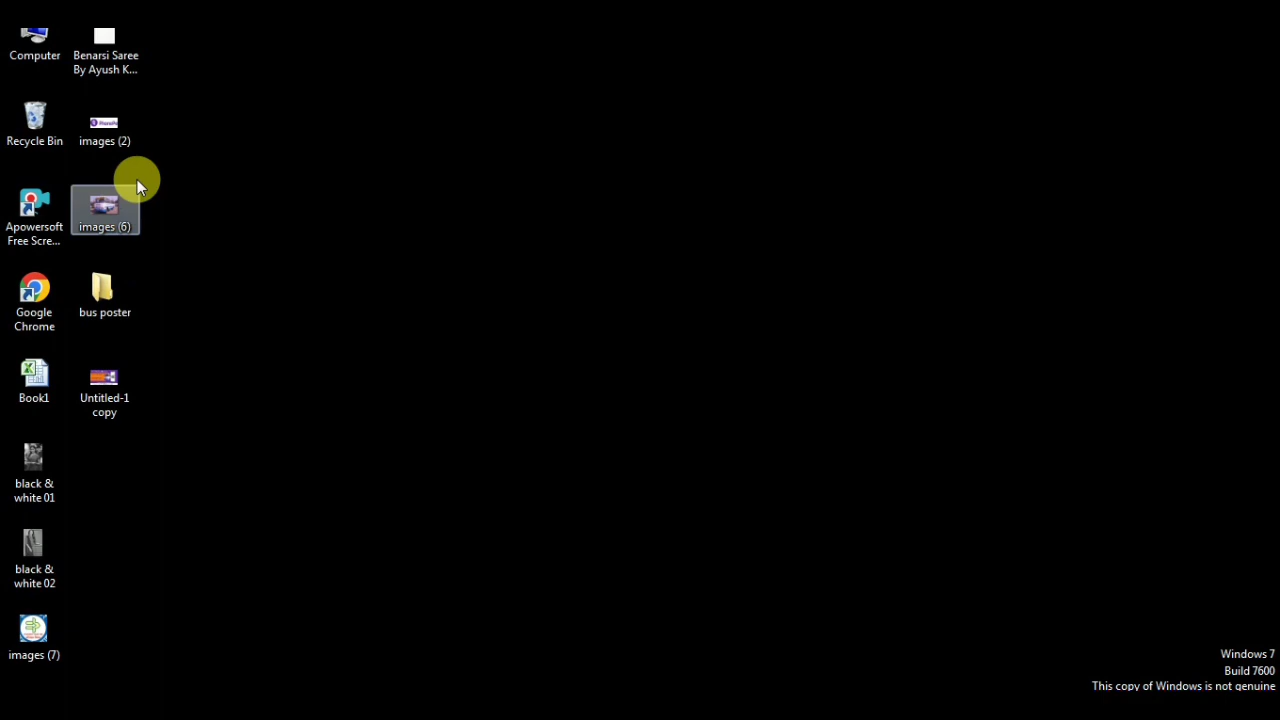 Computer
Benarsi Saree
By Ayush K...
Recycle Bin
images (2)
Apowersoft
Free Scre...
images (6)
Google
Chrome
bus poster
Book1
Untitled-1
copy
black &
white 01
black &
white 02
images (7)
Windows 7
Build 7600
This copy of Windows is not genuine